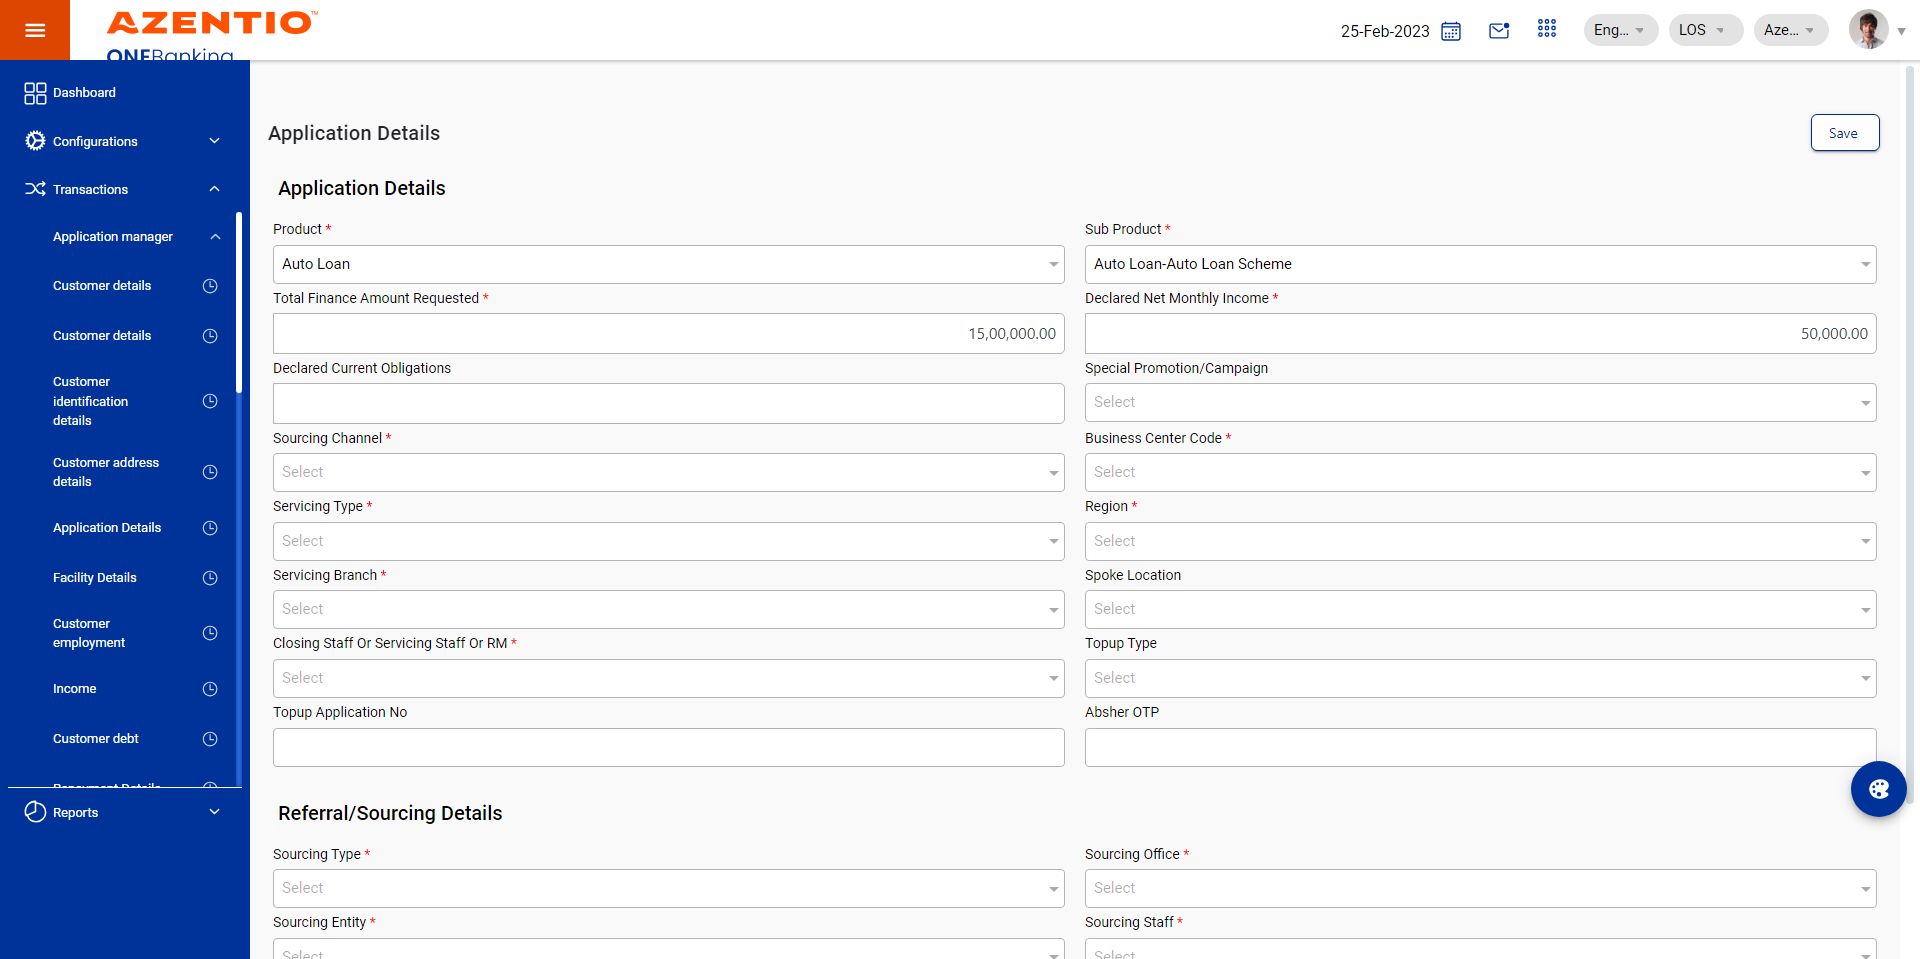 AZENTIO™
ONEBanking
25-Feb-2023
Eng...
LOS
Aze...
Dashboard
Configurations
Transactions
Application manager
Customer details
Customer details
Customer
identification
details
Customer address
details
Application Details
Facility Details
Customer
employment
Income
Customer debt
Repayment Details
Reports
Application Details
Save
Application Details
Product *
Sub Product *
Auto Loan
Auto Loan-Auto Loan Scheme
Total Finance Amount Requested *
Declared Net Monthly Income *
15,00,000.00
50,000.00
Declared Current Obligations
Special Promotion/Campaign
Select
Sourcing Channel *
Business Center Code *
Select
Select
Servicing Type *
Region *
Select
Select
Servicing Branch *
Spoke Location
Select
Select
Closing Staff Or Servicing Staff Or RM *
Topup Type
Select
Select
Topup Application No
Absher OTP
Referral/Sourcing Details
Sourcing Type *
Sourcing Office *
Select
Select
Sourcing Entity *
Sourcing Staff *
Select
Select